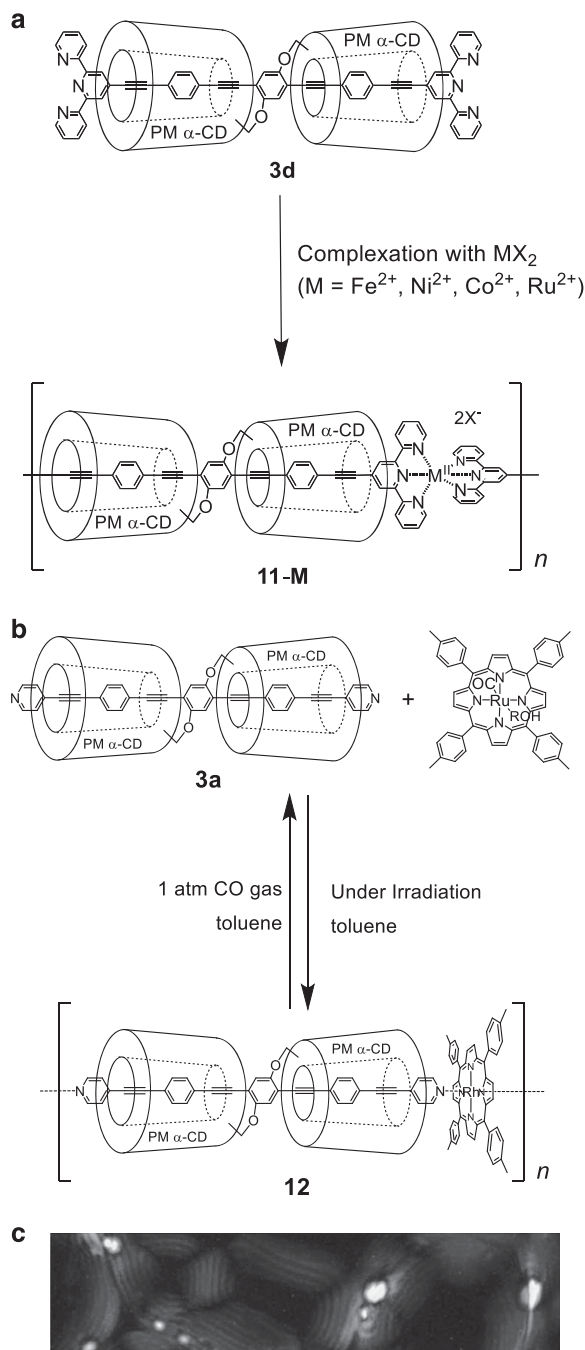 a
PM α-CD
PM α-CD
N
N
N
N
N
N
O
O
3d
Complexation with MX₂
(M = Fe²⁺, Ni²⁺, Co²⁺, Ru²⁺)
PM α-CD
PM α-CD
O
O
N
N
N
M
II
N
N
N
2X⁻
n
11-M
b
PM α-CD
PM α-CD
N
O
O
N
3a
+
OC
N
N
Ru
N
N
ROH
1 atm CO gas
toluene
Under Irradiation
toluene
PM α-CD
PM α-CD
N
O
O
N
N
N
Rh
N
N
n
12
c